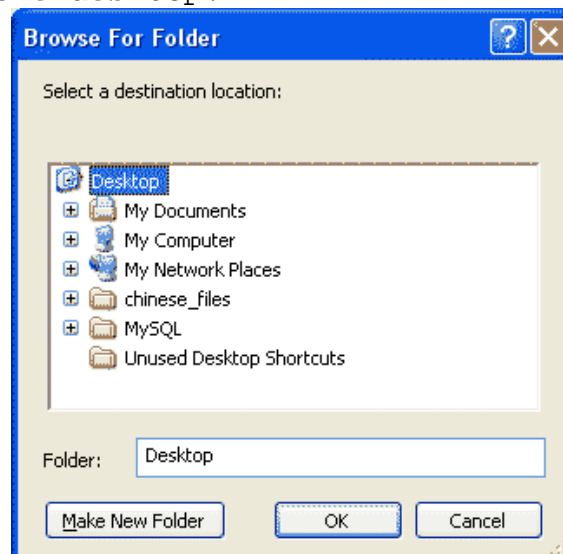 Browse For Folder
Select a destination location:
Desktop
My Documents
My Computer
My Network Places
chinese_files
MySQL
Unused Desktop Shortcuts
Folder: Desktop
Make New Folder OK Cancel